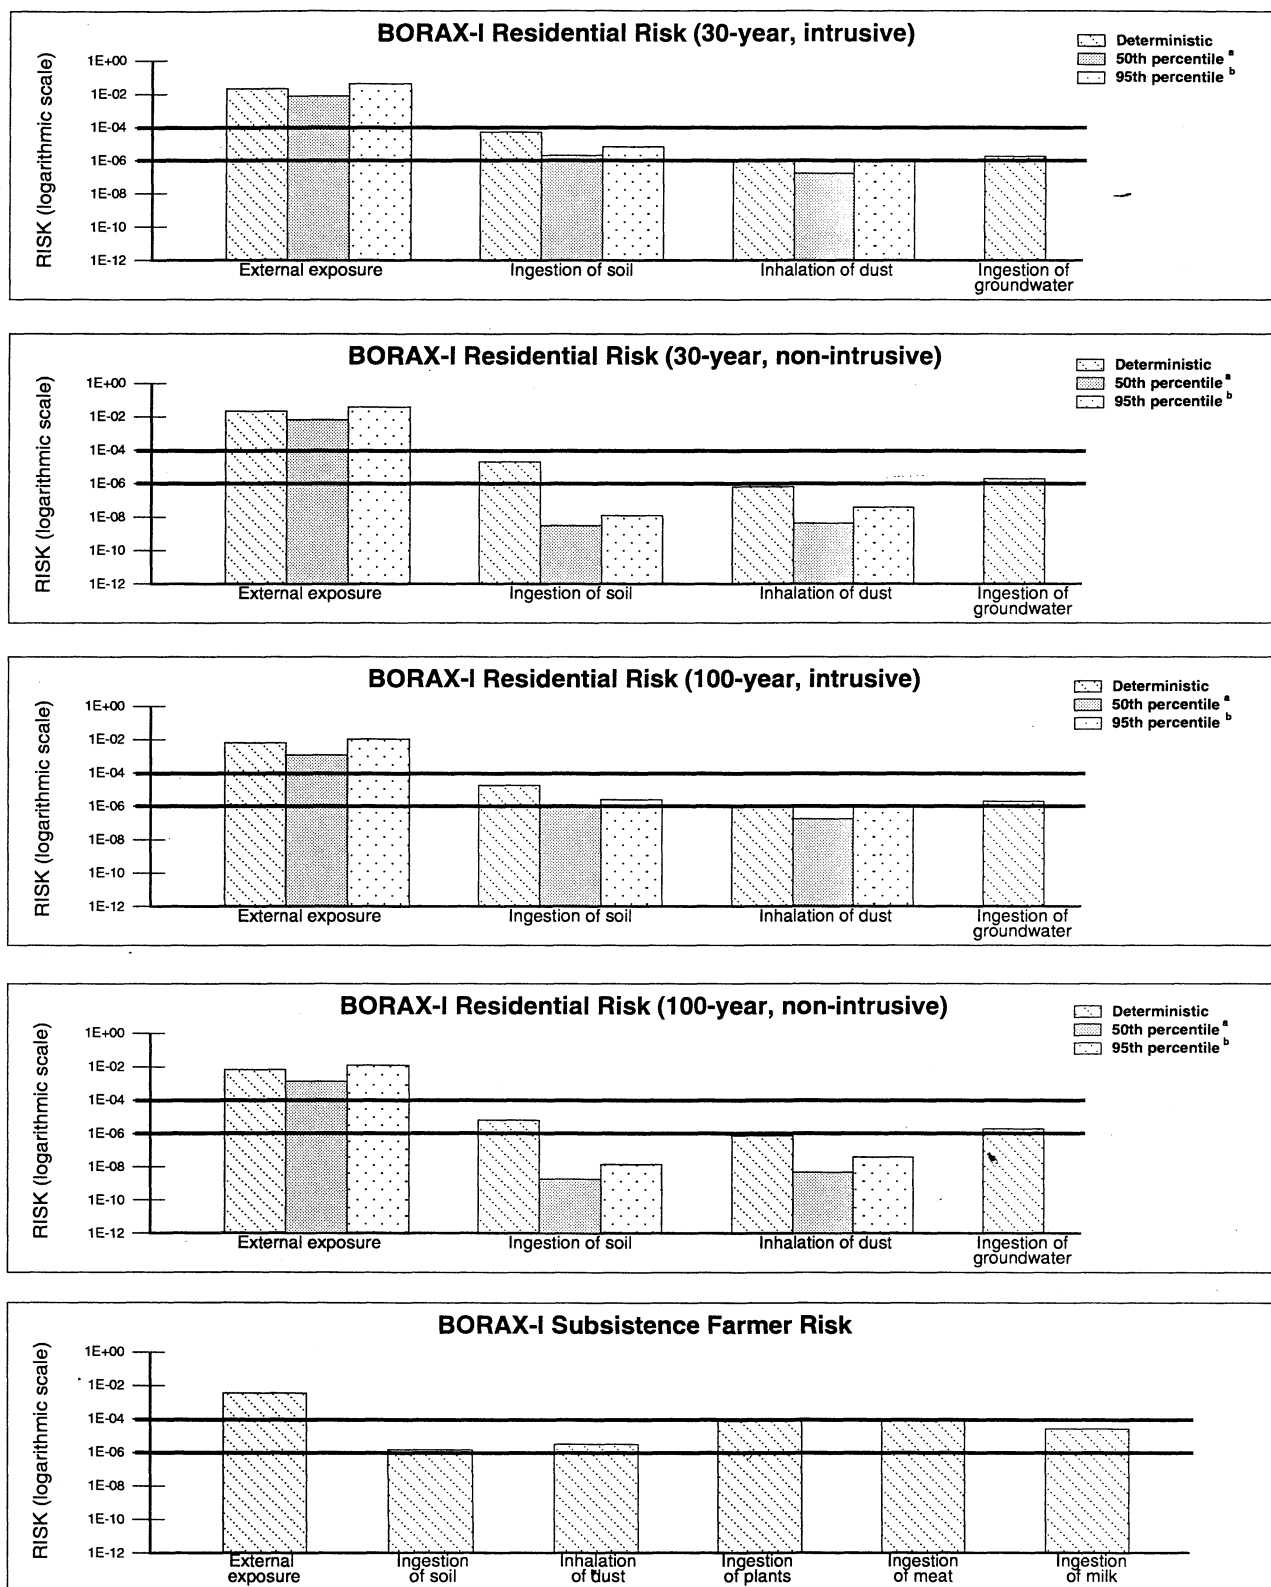 BORAX-I Residential Risk (30-year, intrusive)
Deterministic
50th percentile a
95th percentile b
RISK (logarithmic scale)
1E+00
1E-02
1E-04
1E-06
1E-08
1E-10
1E-12
External exposure
Ingestion of soil
Inhalation of dust
Ingestion of
groundwater
BORAX-I Residential Risk (30-year, non-intrusive)
Deterministic
50th percentile a
95th percentile b
RISK (logarithmic scale)
1E+00
1E-02
1E-04
1E-06
1E-08
1E-10
1E-12
External exposure
Ingestion of soil
Inhalation of dust
Ingestion of
groundwater
BORAX-I Residential Risk (100-year, intrusive)
Deterministic
50th percentile a
95th percentile b
RISK (logarithmic scale)
1E+00
1E-02
1E-04
1E-06
1E-08
1E-10
1E-12
External exposure
Ingestion of soil
Inhalation of dust
Ingestion of
groundwater
BORAX-I Residential Risk (100-year, non-intrusive)
Deterministic
50th percentile a
95th percentile b
RISK (logarithmic scale)
1E+00
1E-02
1E-04
1E-06
1E-08
1E-10
1E-12
External exposure
Ingestion of soil
Inhalation of dust
Ingestion of
groundwater
BORAX-I Subsistence Farmer Risk
RISK (logarithmic scale)
1E+00
1E-02
1E-04
1E-06
1E-08
1E-10
1E-12
External
exposure
Ingestion
of soil
Inhalation
of dust
Ingestion
of plants
Ingestion
of meat
Ingestion
of milk